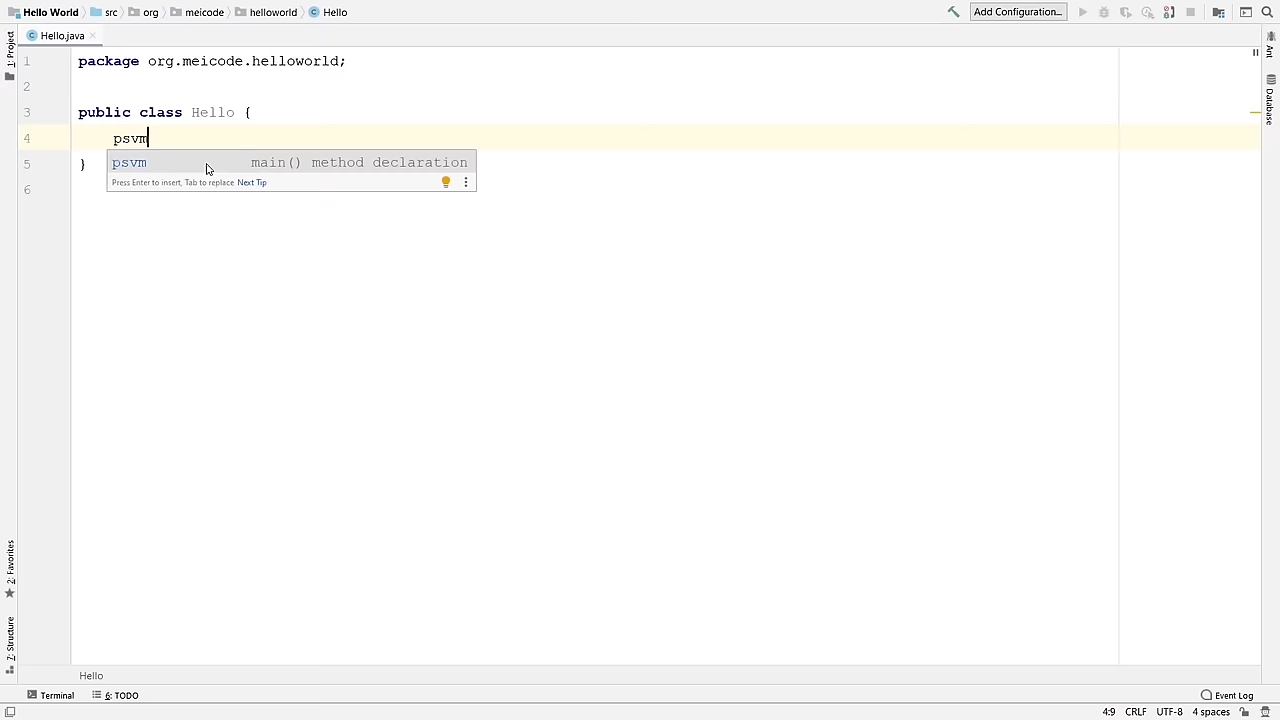 Hello World src org meicode helloworld Hello Add Configuration...
Hello.java
1: Project
Ant
Database
1 package org.meicode.helloworld;
2
3 public class Hello {
4 psvm
psvm main() method declaration
Press Enter to insert, Tab to replace Next Tip
5 }
6
2: Favorites
7: Structure
Hello
Terminal 6: TODO Event Log
4:9 CRLF UTF-8 4 spaces